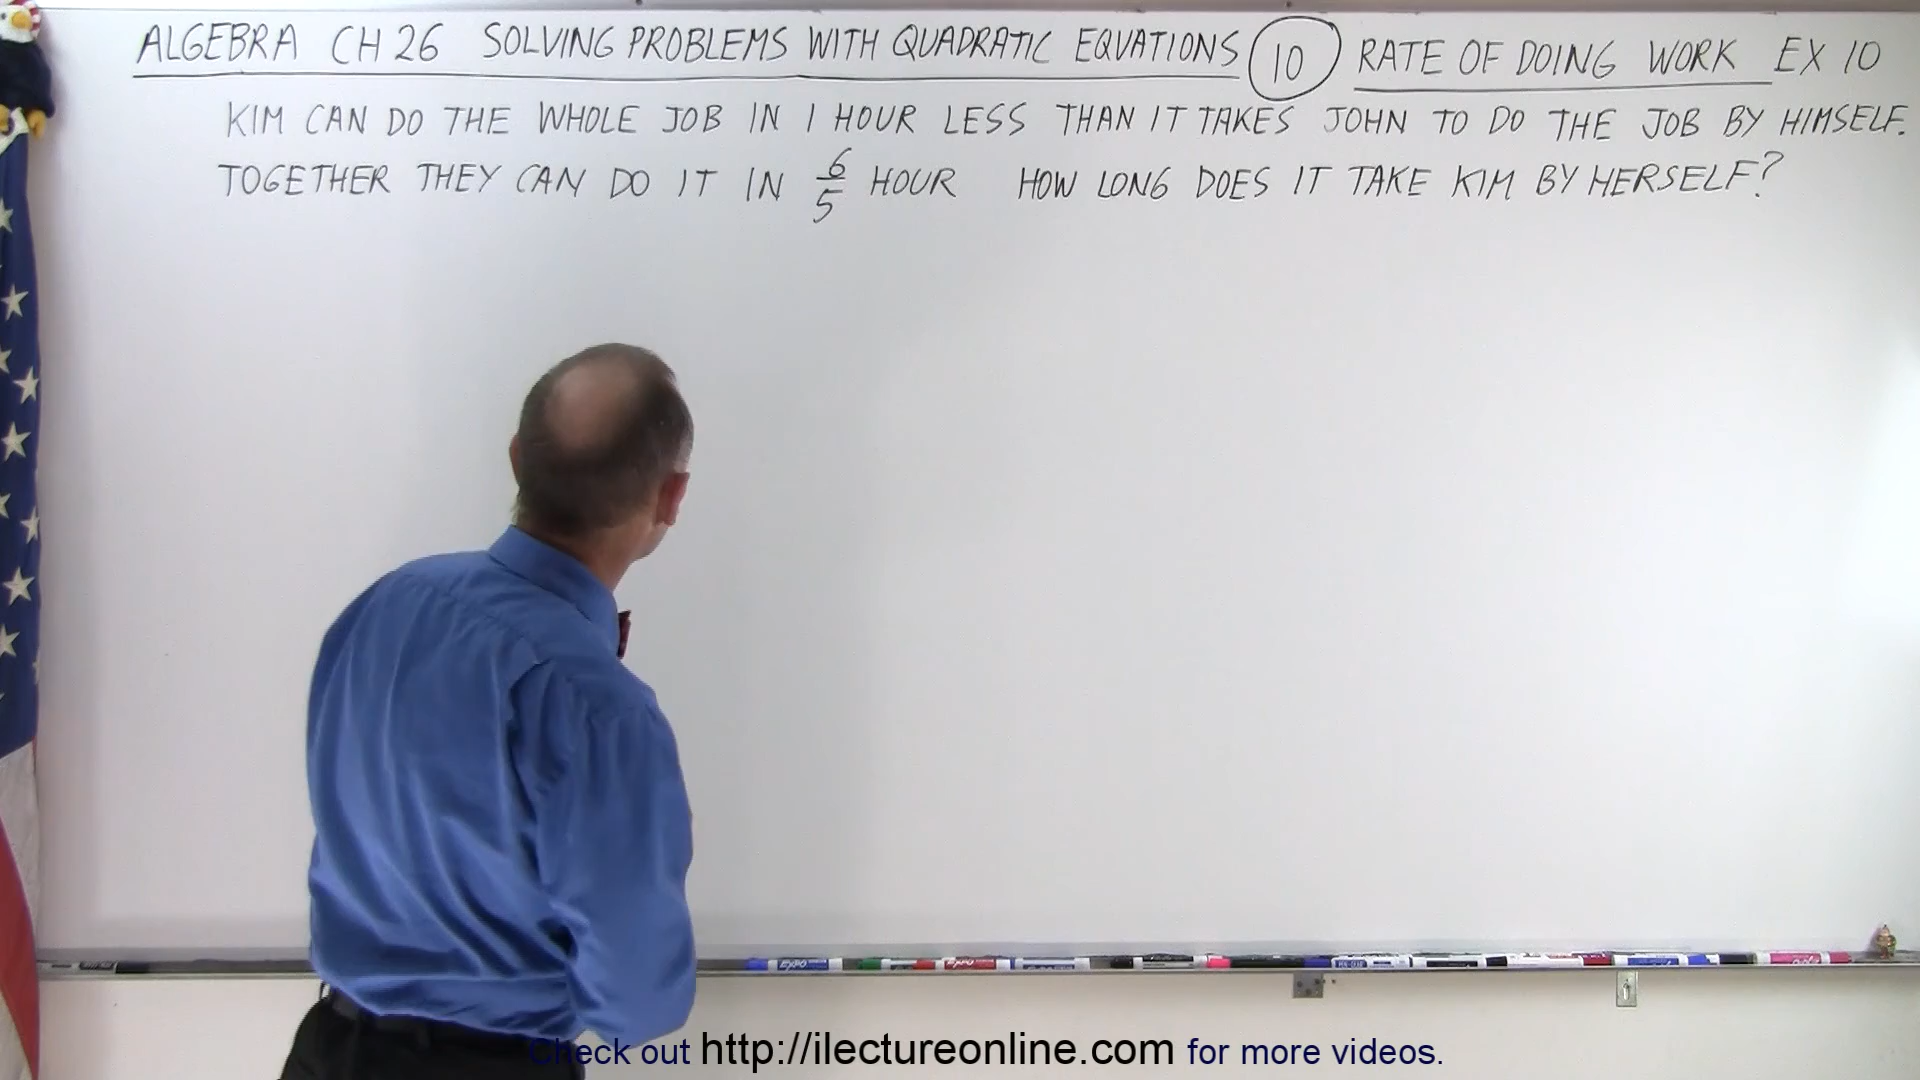 ALGEBRA CH 26 SOLVING PROBLEMS WITH QUADRATIC EQUATIONS 10 RATE OF DOING WORK EX 10
KIM CAN DO THE WHOLE JOB IN 1 HOUR LESS THAN IT TAKES JOHN TO DO THE JOB BY HIMSELF.
TOGETHER THEY CAN DO IT IN 6/5 HOUR HOW LONG DOES IT TAKE KIM BY HERSELF?
EXPO
Check out http://ilectureonline.com for more videos.